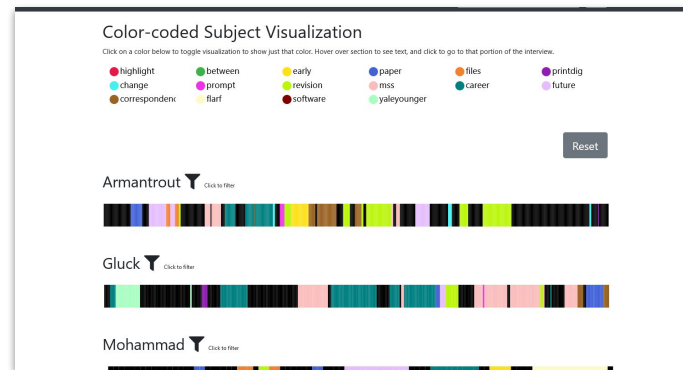 Color-coded Subject Visualization
Click on a color below to toggle visualization to show just that color. Hover over section to see text, and click to go to that portion of the interview.
highlight between early paper files printdig
change prompt revision mss career future
correspondenc flarf software yaleyounger
Reset
Armantrout Click to filter
Gluck Click to filter
Mohammad Click to filter